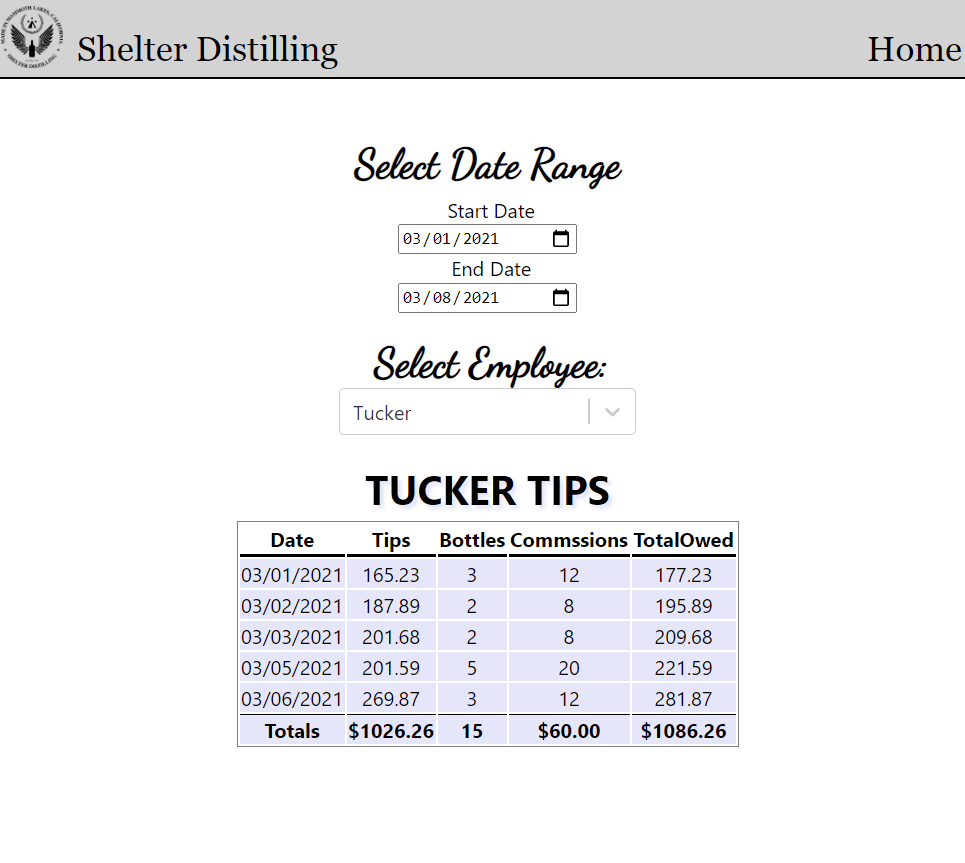 MADE IN MAMMOTH LAKES, CALIFORNIA
SHELTER DISTILLING
Shelter Distilling
Home
Select Date Range
Start Date
03/01/2021
End Date
03/08/2021
Select Employee:
Tucker
TUCKER TIPS
Date Tips Bottles Commssions TotalOwed
03/01/2021 165.23 3 12 177.23
03/02/2021 187.89 2 8 195.89
03/03/2021 201.68 2 8 209.68
03/05/2021 201.59 5 20 221.59
03/06/2021 269.87 3 12 281.87
Totals $1026.26 15 $60.00 $1086.26